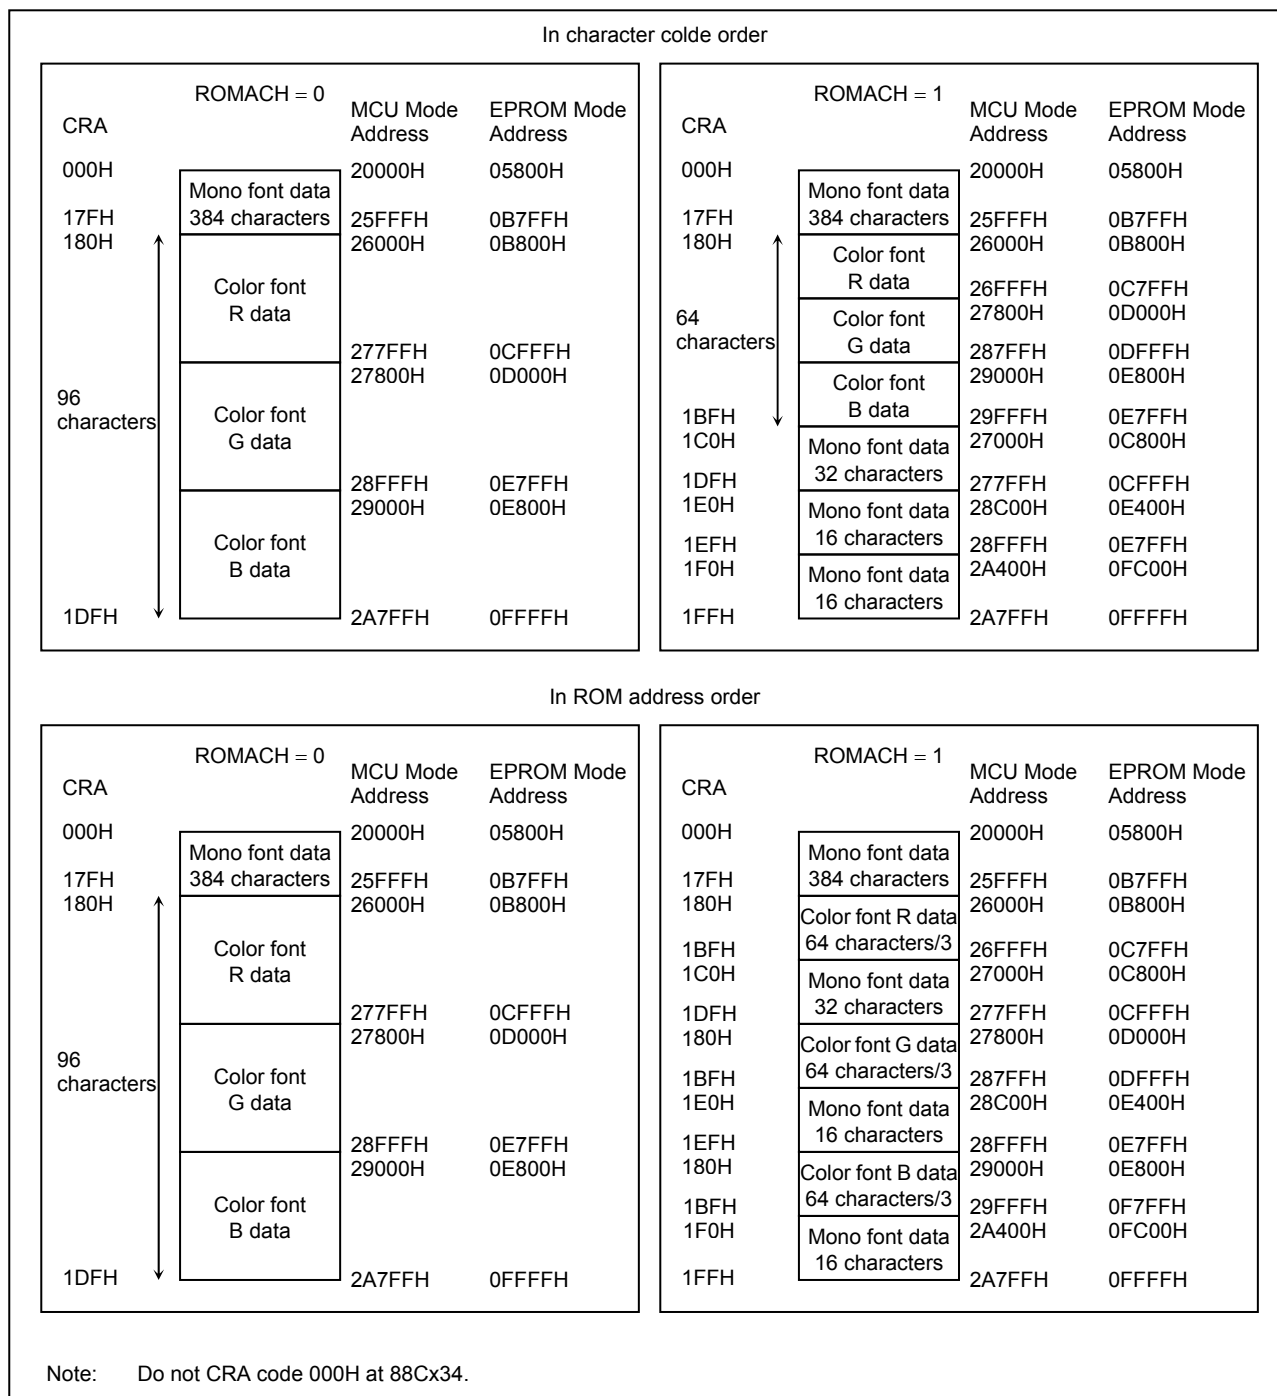 In character colde order
ROMACH = 0
CRA
MCU Mode Address
EPROM Mode Address
000H
20000H 05800H
Mono font data
384 characters
17FH
25FFFH 0B7FFH
180H
26000H 0B800H
Color font
R data
277FFH 0CFFFH
27800H 0D000H
96
characters
Color font
G data
28FFFH 0E7FFH
29000H 0E800H
Color font
B data
1DFH
2A7FFH 0FFFFH
ROMACH = 1
CRA
MCU Mode Address
EPROM Mode Address
000H
20000H 05800H
Mono font data
384 characters
17FH
25FFFH 0B7FFH
180H
26000H 0B800H
Color font
R data
26FFFH 0C7FFH
27800H 0D000H
64
characters
Color font
G data
287FFH 0DFFFH
29000H 0E800H
Color font
B data
1BFH
29FFFH 0E7FFH
1C0H
27000H 0C800H
Mono font data
32 characters
1DFH
277FFH 0CFFFH
1E0H
28C00H 0E400H
Mono font data
16 characters
1EFH
28FFFH 0E7FFH
1F0H
2A400H 0FC00H
Mono font data
16 characters
1FFH
2A7FFH 0FFFFH
In ROM address order
ROMACH = 0
CRA
MCU Mode Address
EPROM Mode Address
000H
20000H 05800H
Mono font data
384 characters
17FH
25FFFH 0B7FFH
180H
26000H 0B800H
Color font
R data
277FFH 0CFFFH
27800H 0D000H
96
characters
Color font
G data
28FFFH 0E7FFH
29000H 0E800H
Color font
B data
1DFH
2A7FFH 0FFFFH
ROMACH = 1
CRA
MCU Mode Address
EPROM Mode Address
000H
20000H 05800H
Mono font data
384 characters
17FH
25FFFH 0B7FFH
180H
26000H 0B800H
Color font R data
64 characters/3
1BFH
26FFFH 0C7FFH
1C0H
27000H 0C800H
Mono font data
32 characters
1DFH
277FFH 0CFFFH
180H
27800H 0D000H
Color font G data
64 characters/3
1BFH
287FFH 0DFFFH
1E0H
28C00H 0E400H
Mono font data
16 characters
1EFH
28FFFH 0E7FFH
180H
29000H 0E800H
Color font B data
64 characters/3
1BFH
29FFFH 0F7FFH
1F0H
2A400H 0FC00H
Mono font data
16 characters
1FFH
2A7FFH 0FFFFH
Note: Do not CRA code 000H at 88Cx34.